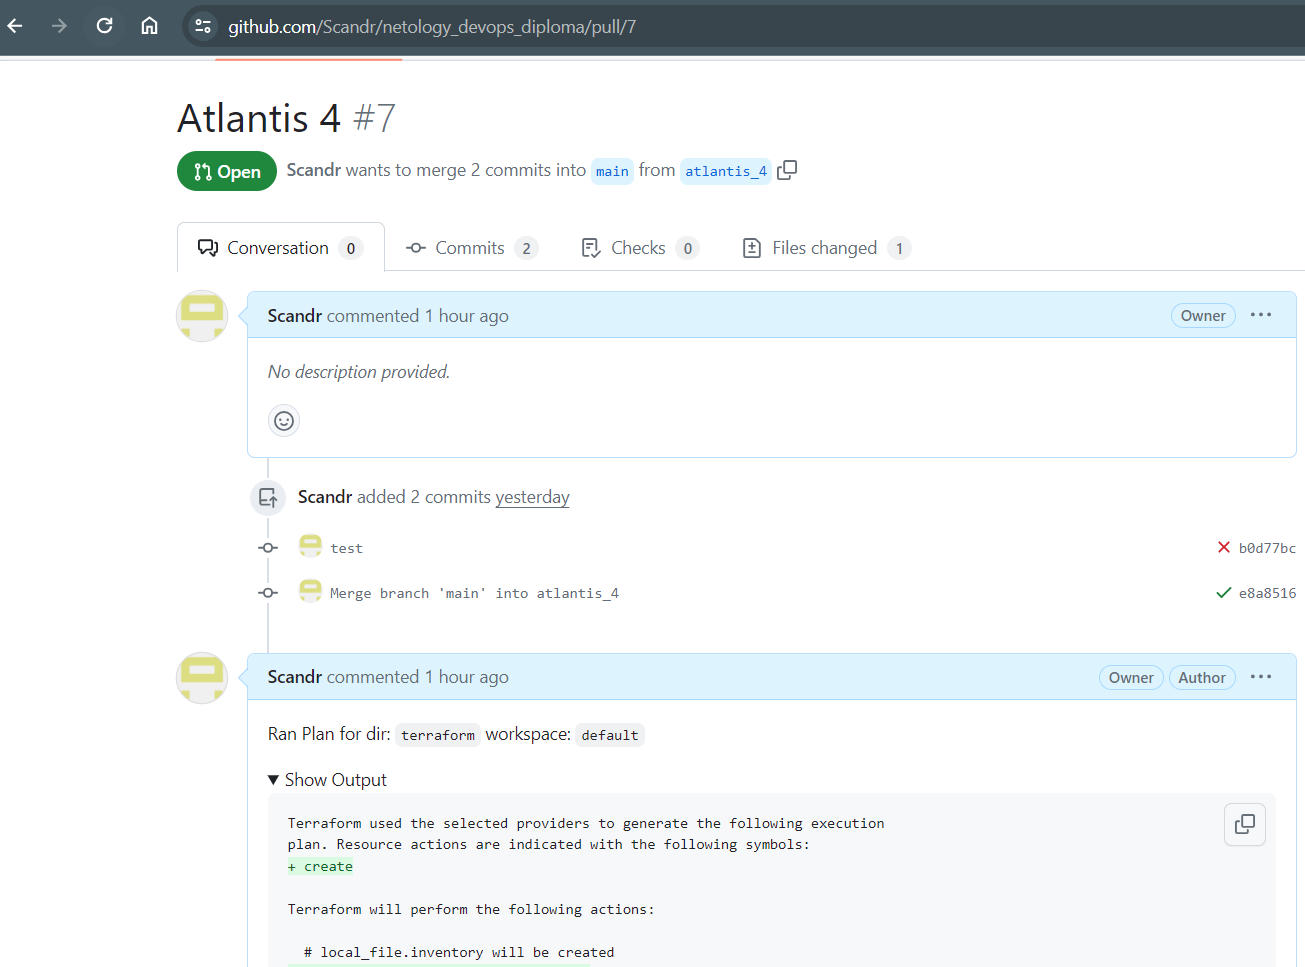 github.com/Scandr/netology_devops_diploma/pull/7
Atlantis 4 #7
Open Scandr wants to merge 2 commits into main from atlantis_4
Conversation 0 Commits 2 Checks 0 Files changed 1
Scandr commented 1 hour ago Owner
No description provided.
Scandr added 2 commits yesterday
test b0d77bc
Merge branch 'main' into atlantis_4 e8a8516
Scandr commented 1 hour ago Owner Author
Ran Plan for dir: terraform workspace: default
Show Output
Terraform used the selected providers to generate the following execution
plan. Resource actions are indicated with the following symbols:
+ create
Terraform will perform the following actions:
# local_file.inventory will be created